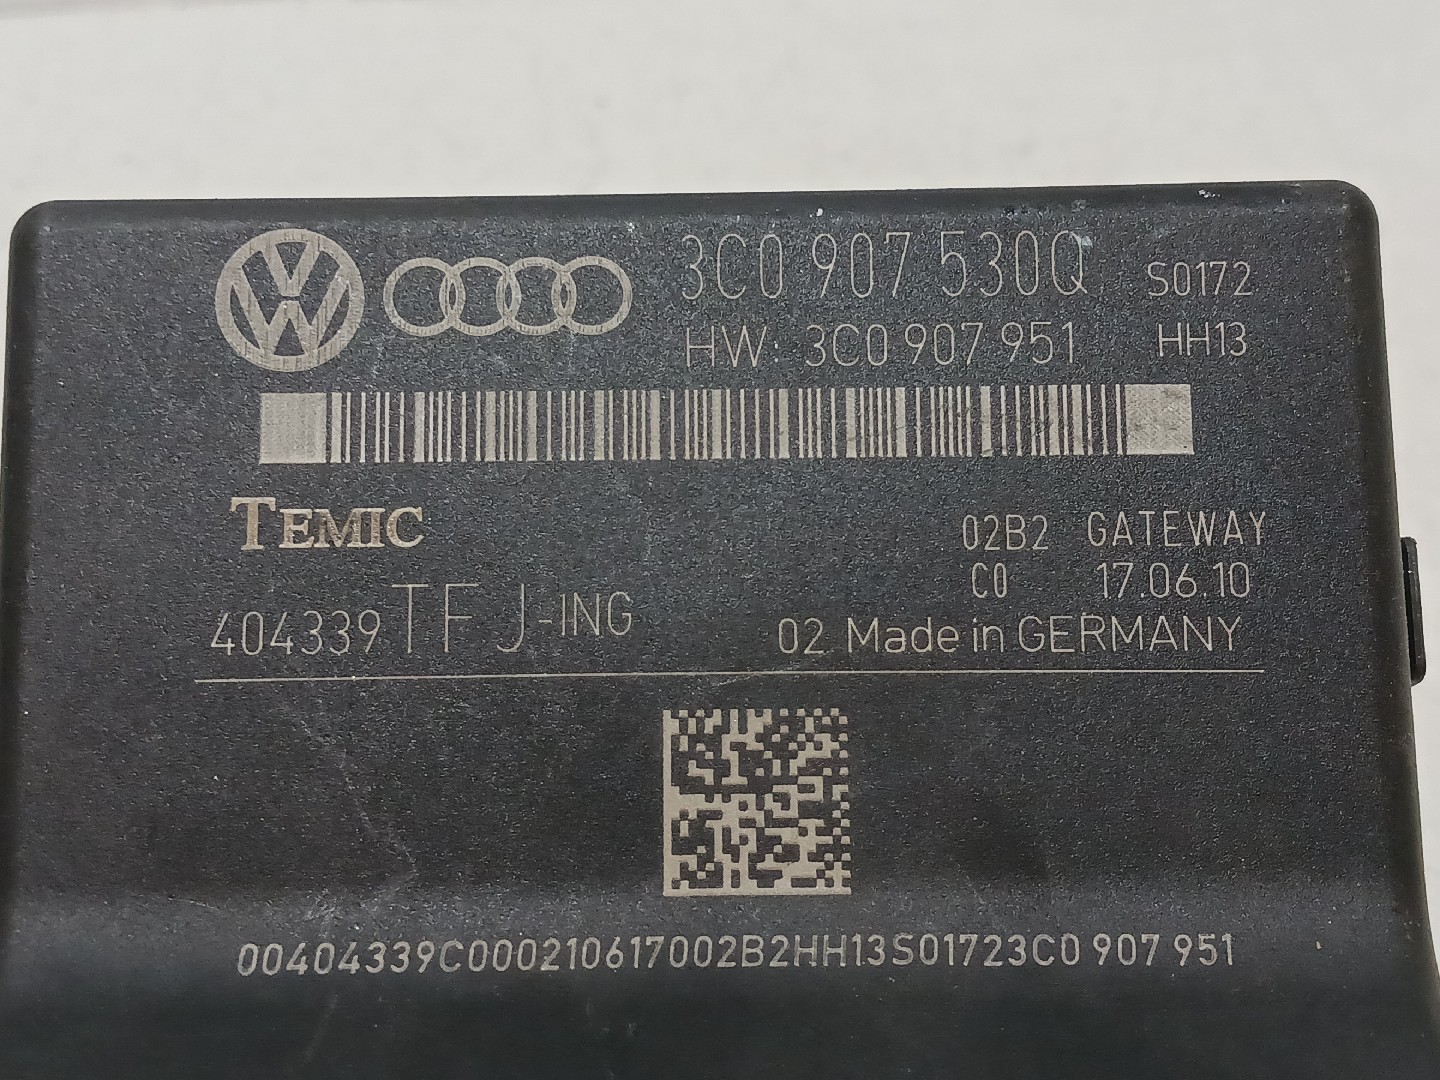 3C0 907 530Q S0172
HW 3C0 907 951 HH13
TEMIC
02B2 GATEWAY
C0 17.06.10
404339 TF J-ING
02 Made in GERMANY
00404339C000210617002B2HH13S01723C0 907 951